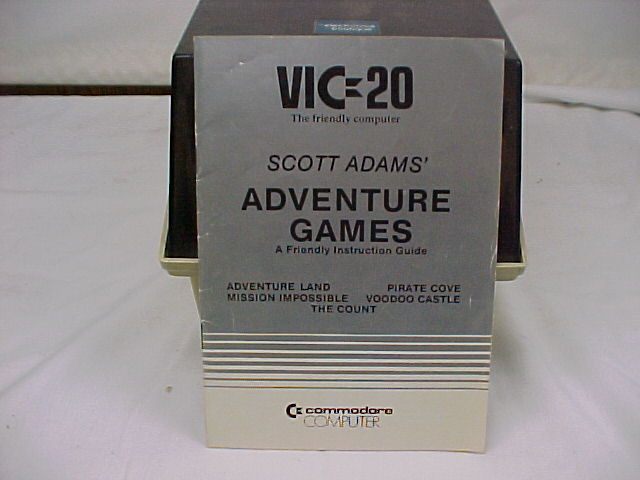 VIC-20
The friendly computer
SCOTT ADAMS'
ADVENTURE
GAMES
A Friendly Instruction Guide
ADVENTURE LAND PIRATE COVE
MISSION IMPOSSIBLE VOODOO CASTLE
THE COUNT
commodore
COMPUTER